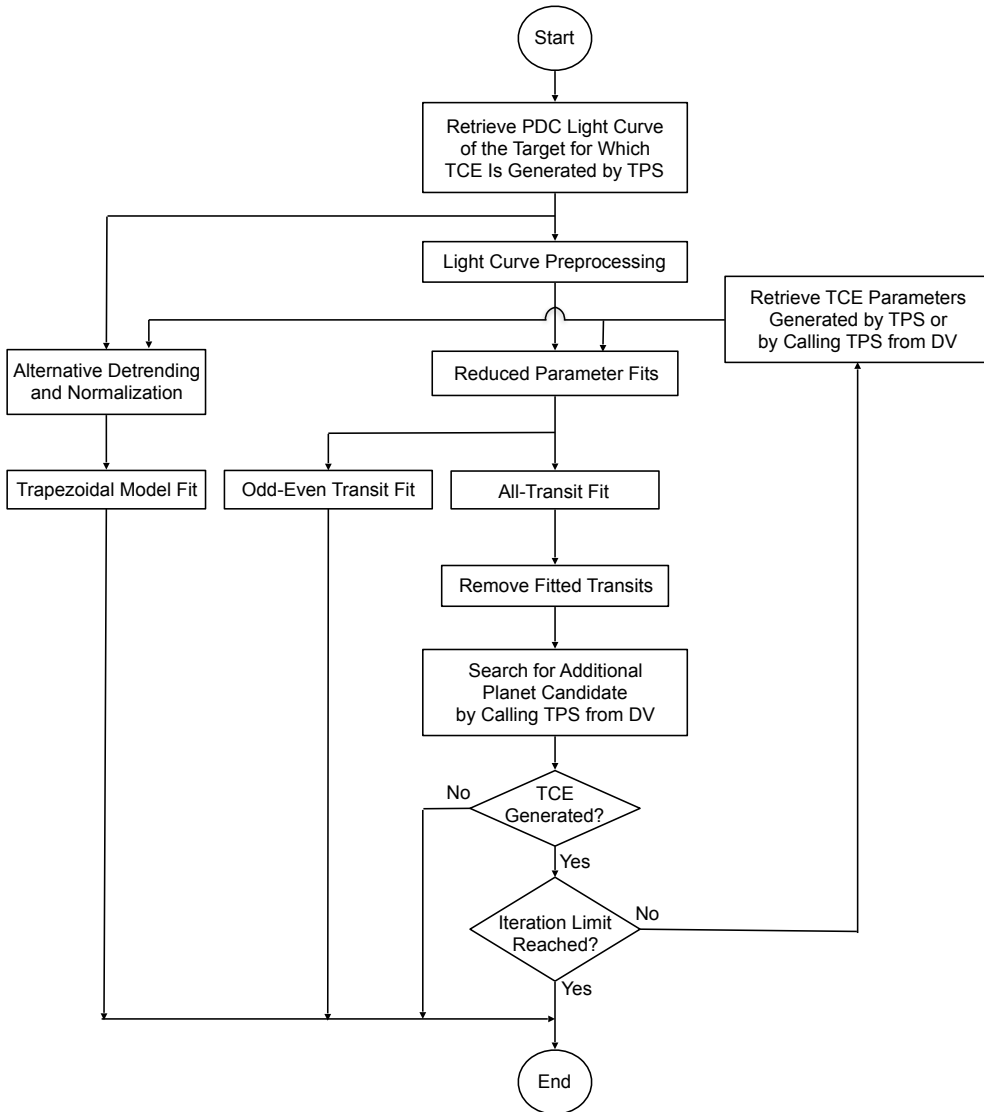 Start
Retrieve PDC Light Curve
of the Target for Which
TCE Is Generated by TPS
Light Curve Preprocessing
Retrieve TCE Parameters
Generated by TPS or
by Calling TPS from DV
Alternative Detrending
and Normalization
Reduced Parameter Fits
Trapezoidal Model Fit
Odd-Even Transit Fit
All-Transit Fit
Remove Fitted Transits
Search for Additional
Planet Candidate
by Calling TPS from DV
No
TCE
Generated?
Yes
Iteration Limit
Reached?
No
Yes
End